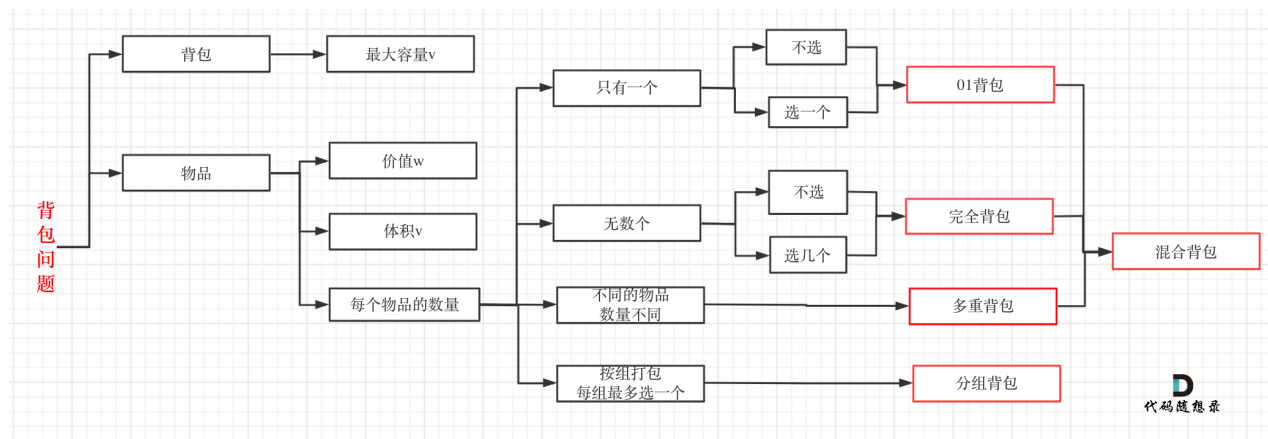 背包问题
背包
最大容量v
物品
价值w
体积v
每个物品的数量
只有一个
不选
选一个
01背包
无数个
不选
选几个
完全背包
不同的物品
数量不同
多重背包
混合背包
按组打包
每组最多选一个
分组背包
代码随想录